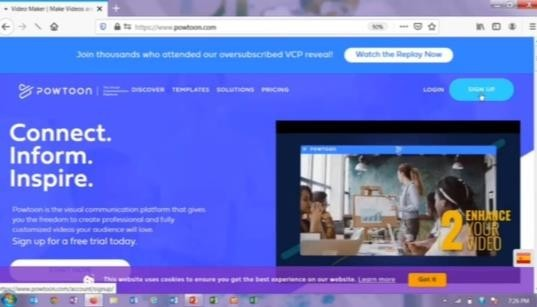 Video Maker | Make Videos an
https://www.powtoon.com
90%
Join thousands who attended our oversubscribed VCP reveal!
Watch the Replay Now
POWTOON
DISCOVER TEMPLATES SOLUTIONS PRICING
LOGIN
SIGN UP
Connect.
Inform.
Inspire.
POWTOON
Powtoon is the visual communication platform that gives
you the freedom to create professional and fully
customized videos your audience will love.
Sign up for a free trial today.
2 ENHANCE
YOUR
VIDEO
This website uses cookies to ensure you get the best experience on our website. Learn more
Got it
www.powtoon.com/account/signup/
7:26 PM